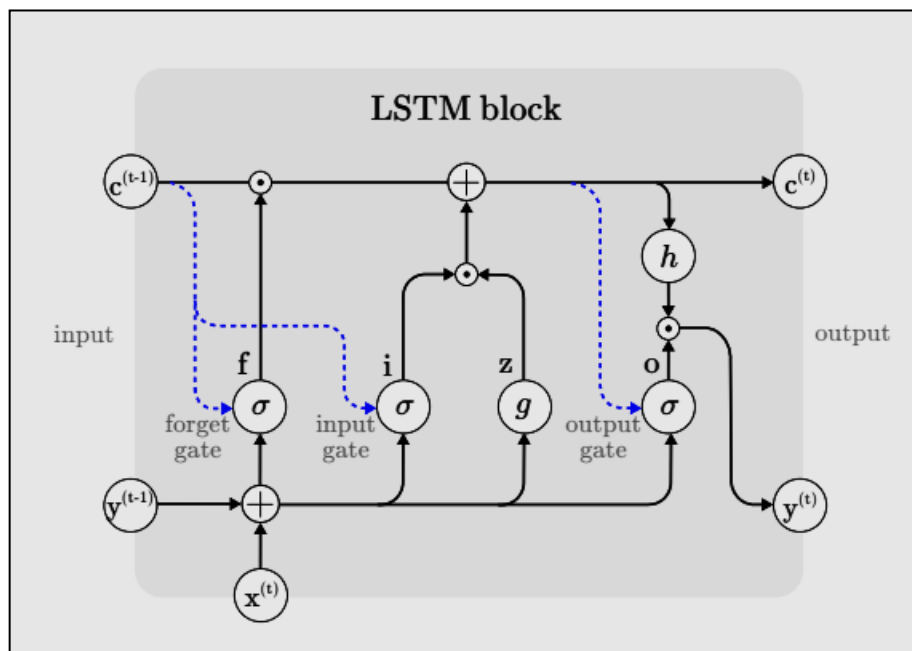 LSTM block
c^(t-1)
c^(t)
h
input
output
f
i
z
o
σ
σ
g
σ
forget
gate
input
gate
output
gate
y^(t-1)
y^(t)
x^(t)